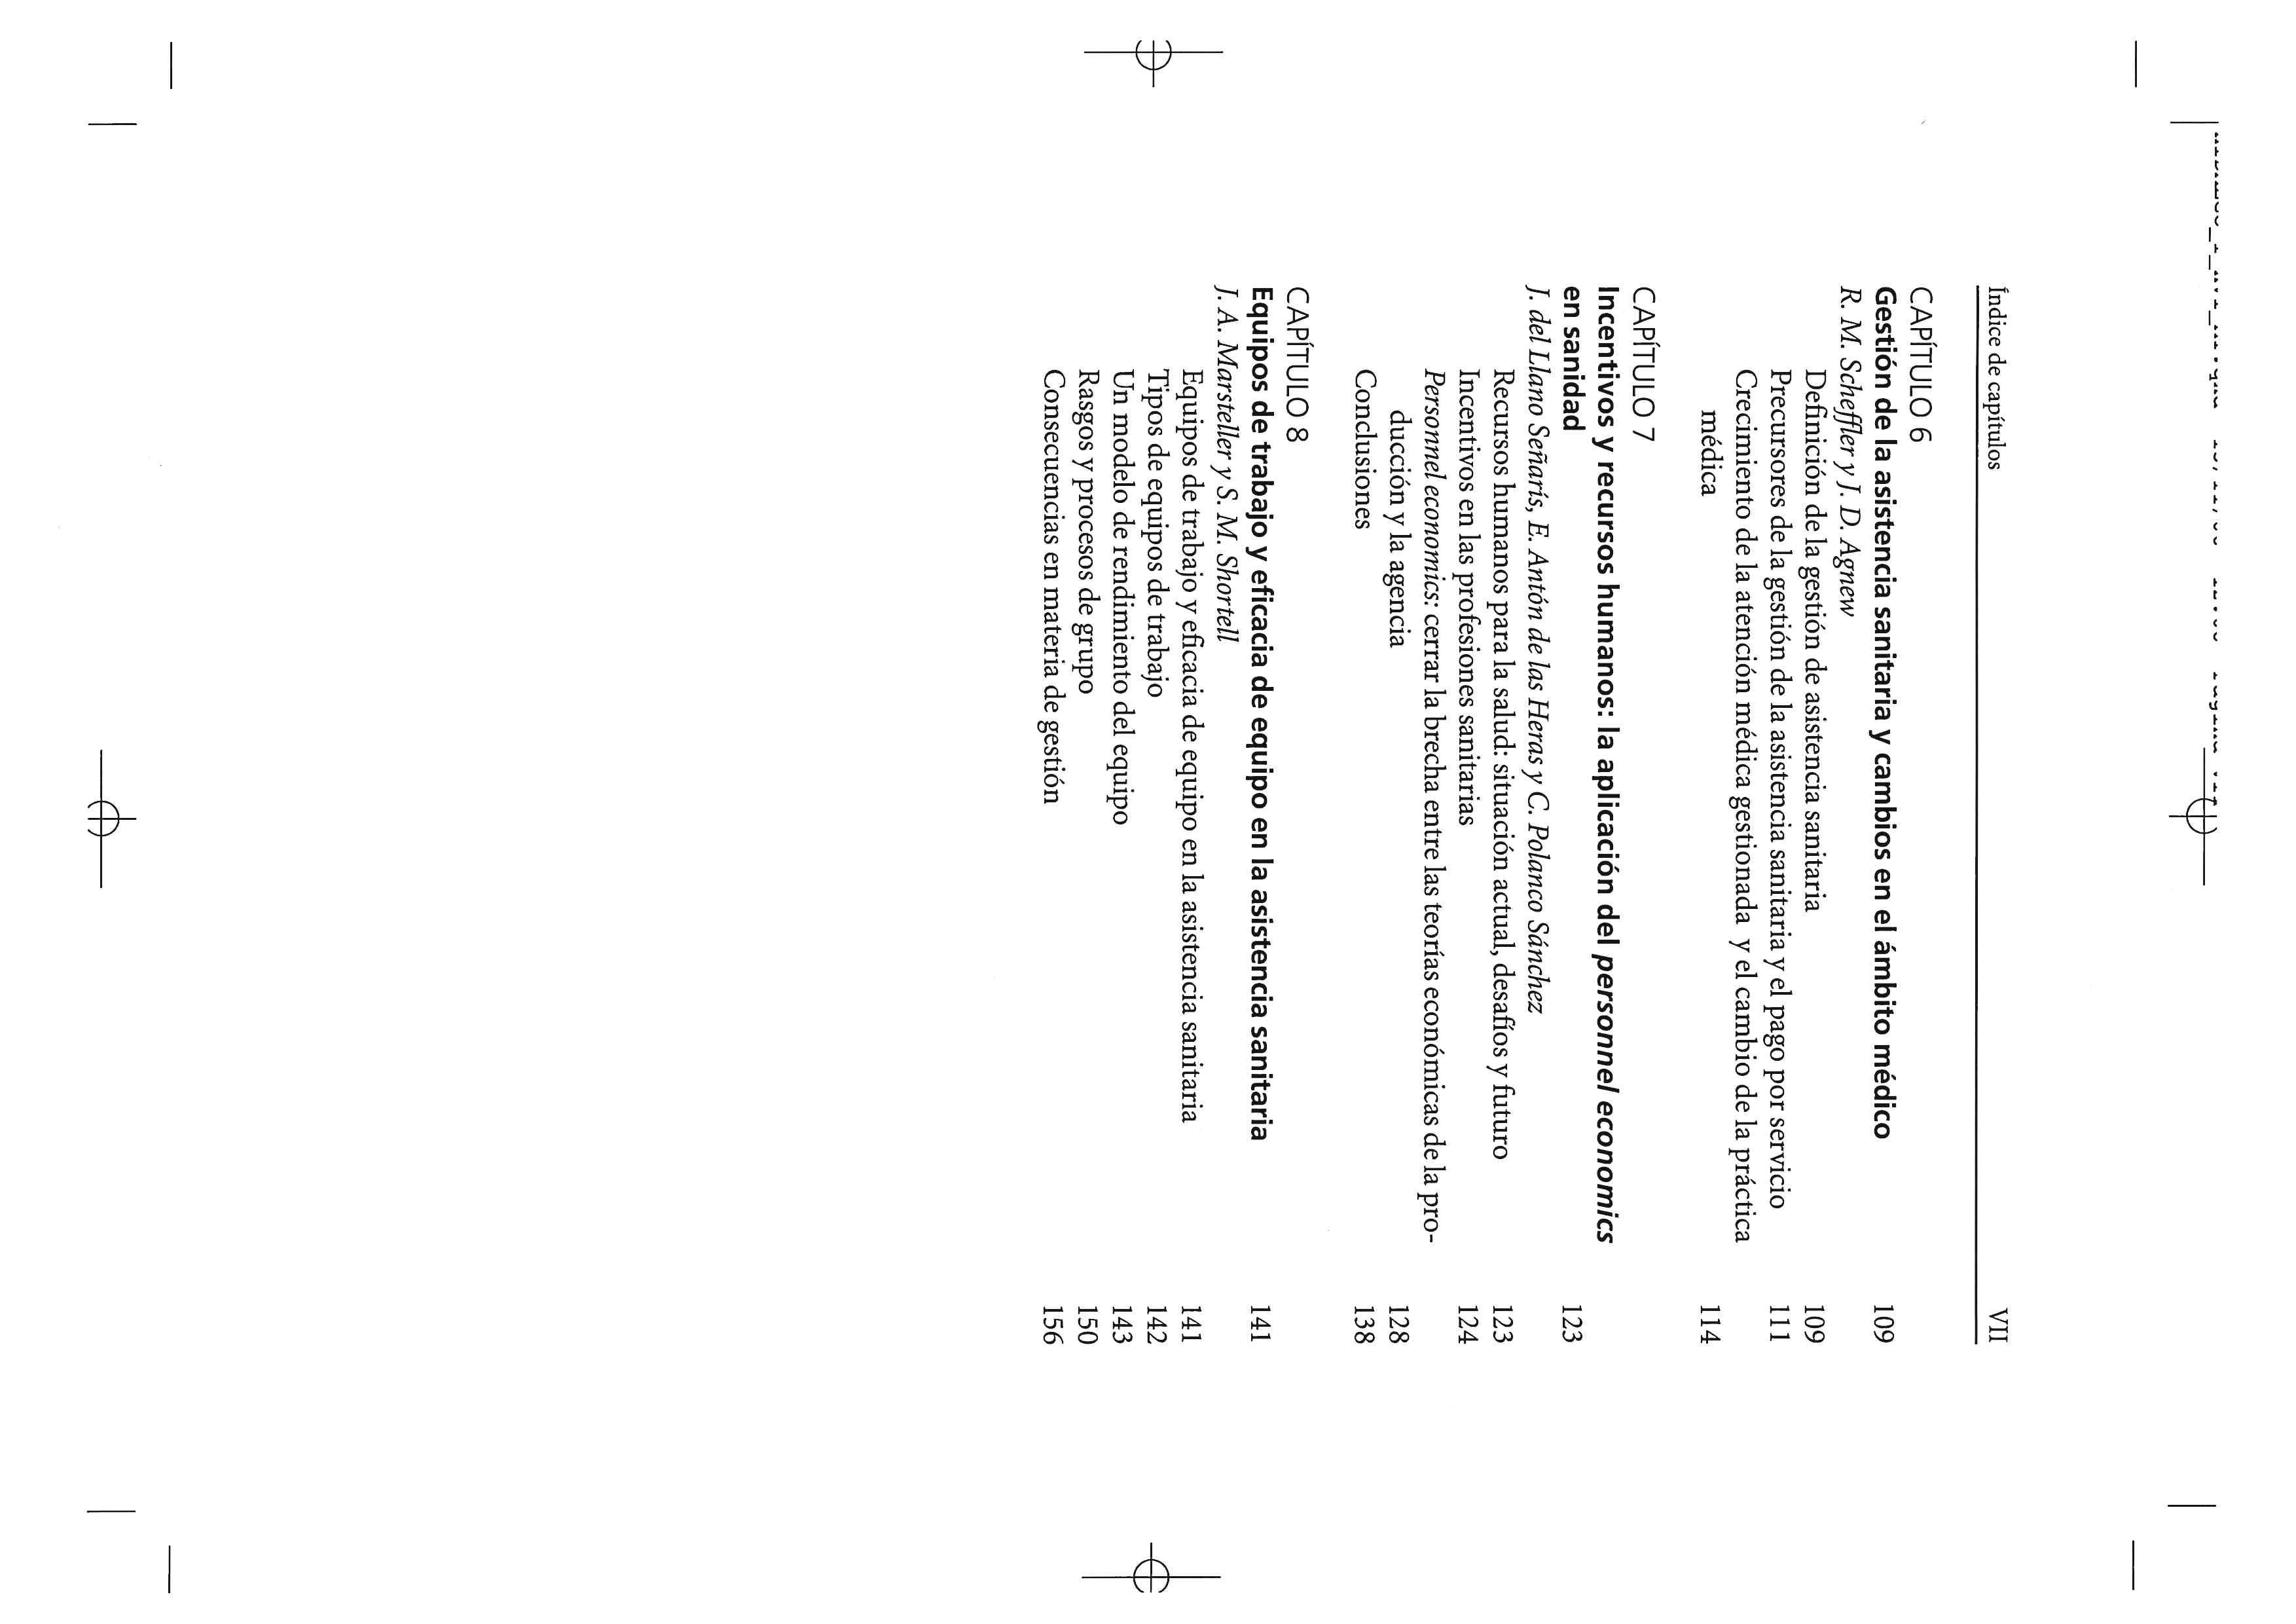 Índice de capítulos VII
CAPÍTULO 6
Gestión de la asistencia sanitaria y cambios en el ámbito médico 109
R. M. Scheffler y J. D. Agnew
Definición de la gestión de asistencia sanitaria 109
Precursores de la gestión de la asistencia sanitaria y el pago por servicio 111
Crecimiento de la atención médica gestionada y el cambio de la práctica
médica 114
CAPÍTULO 7
Incentivos y recursos humanos: la aplicación del personnel economics
en sanidad 123
J. del Llano Señarís, E. Antón de las Heras y C. Polanco Sánchez
Recursos humanos para la salud: situación actual, desafíos y futuro 123
Incentivos en las profesiones sanitarias 124
Personnel economics: cerrar la brecha entre las teorías económicas de la pro-
ducción y la agencia 128
Conclusiones 138
CAPÍTULO 8
Equipos de trabajo y eficacia de equipo en la asistencia sanitaria 141
J. A. Marsteller y S. M. Shortell
Equipos de trabajo y eficacia de equipo en la asistencia sanitaria 141
Tipos de equipos de trabajo 142
Un modelo de rendimiento del equipo 143
Rasgos y procesos de grupo 150
Consecuencias en materia de gestión 156